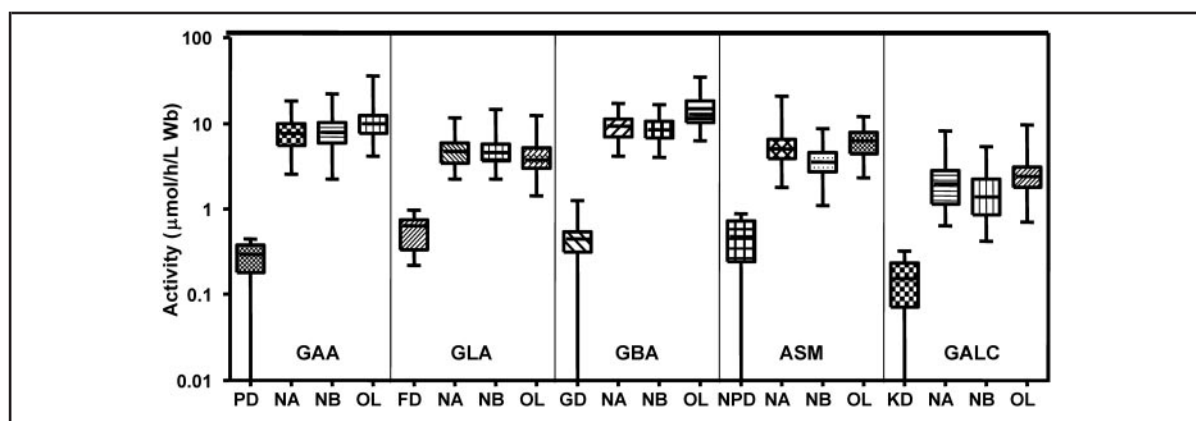 100
10
1
0.1
0.01
Activity (µmol/h/L Wb)
GAA GLA GBA ASM GALC
PD NA NB OL FD NA NB OL GD NA NB OL NPD NA NB OL KD NA NB OL